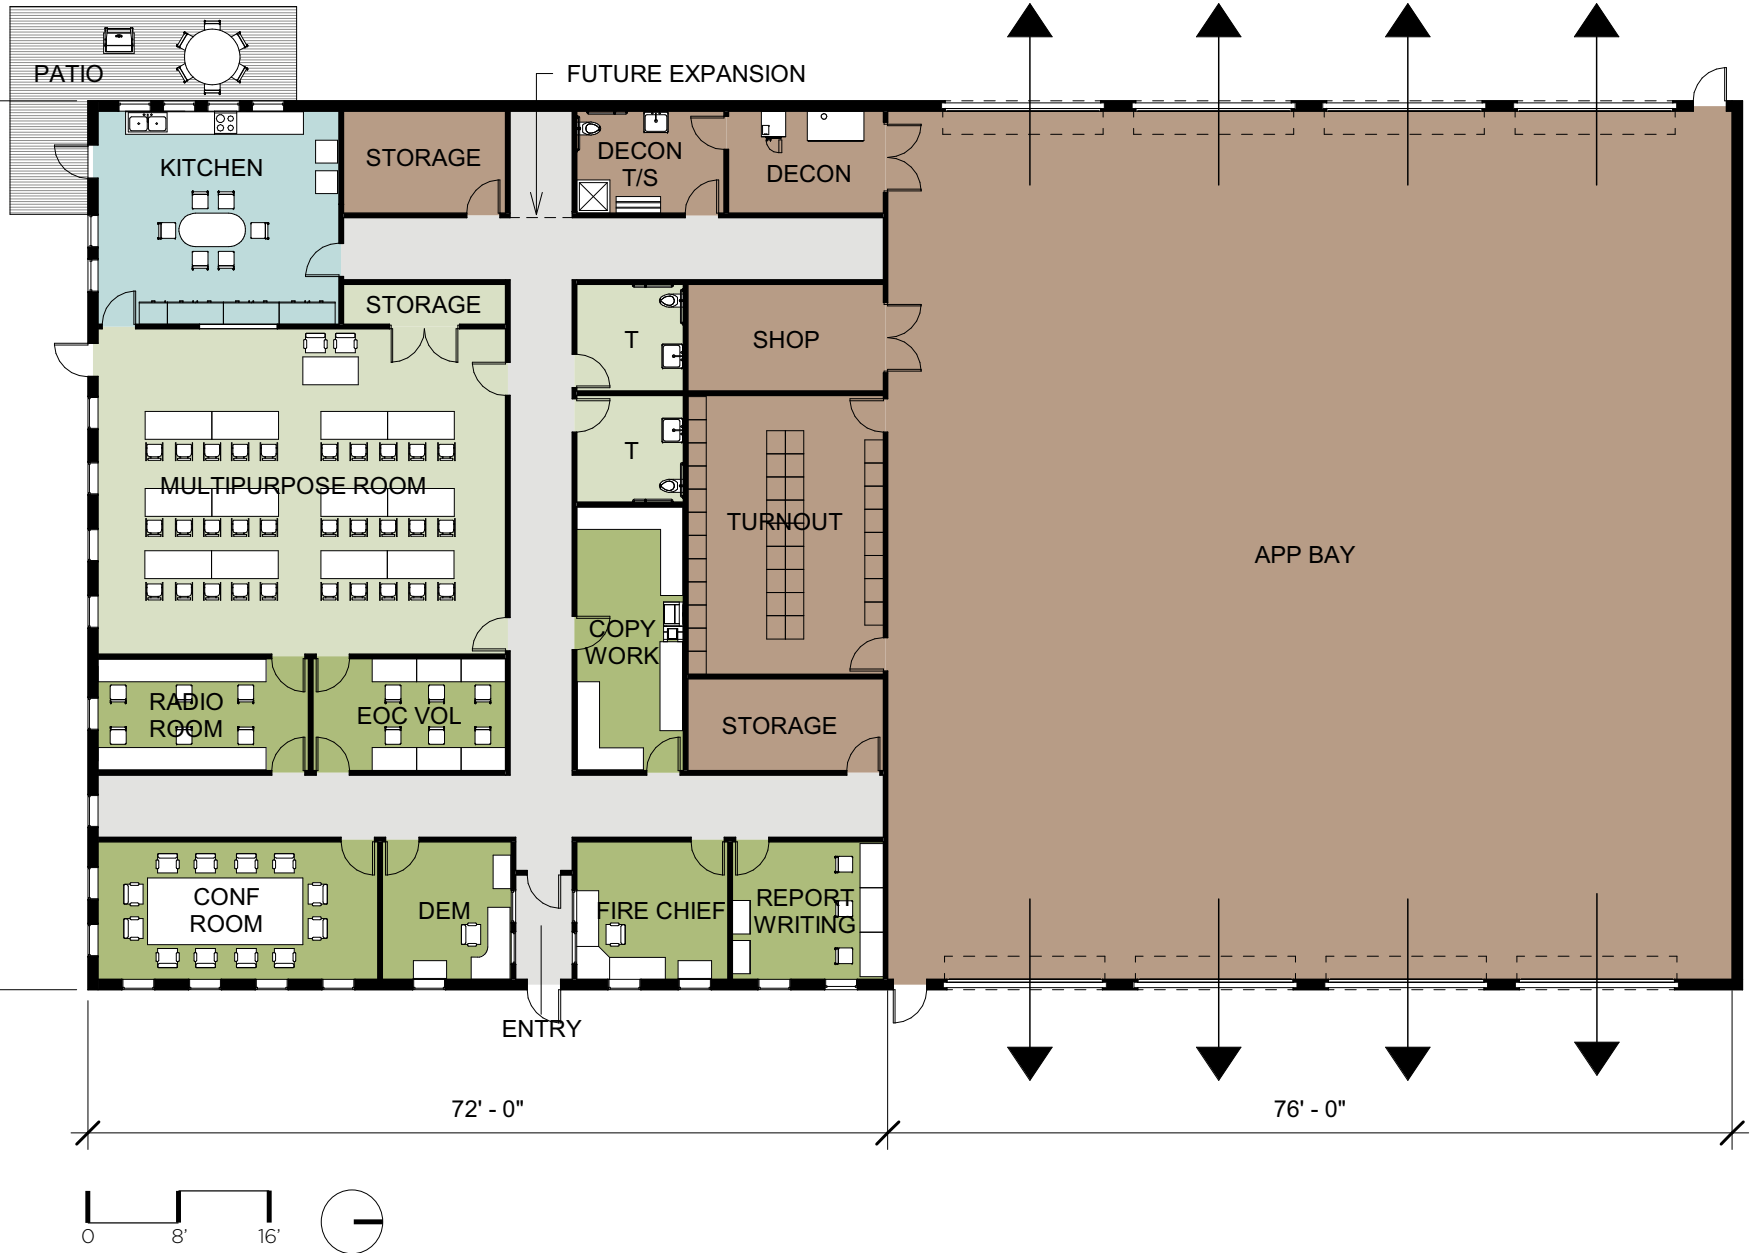 PATIO
FUTURE EXPANSION
KITCHEN
STORAGE
DECON
T/S
DECON
STORAGE
T
SHOP
T
MULTIPURPOSE ROOM
TURNOUT
APP BAY
COPY
WORK
RADIO
ROOM
EOC VOL
STORAGE
CONF
ROOM
DEM
FIRE CHIEF
REPORT
WRITING
ENTRY
72' - 0"
76' - 0"
0
8'
16'